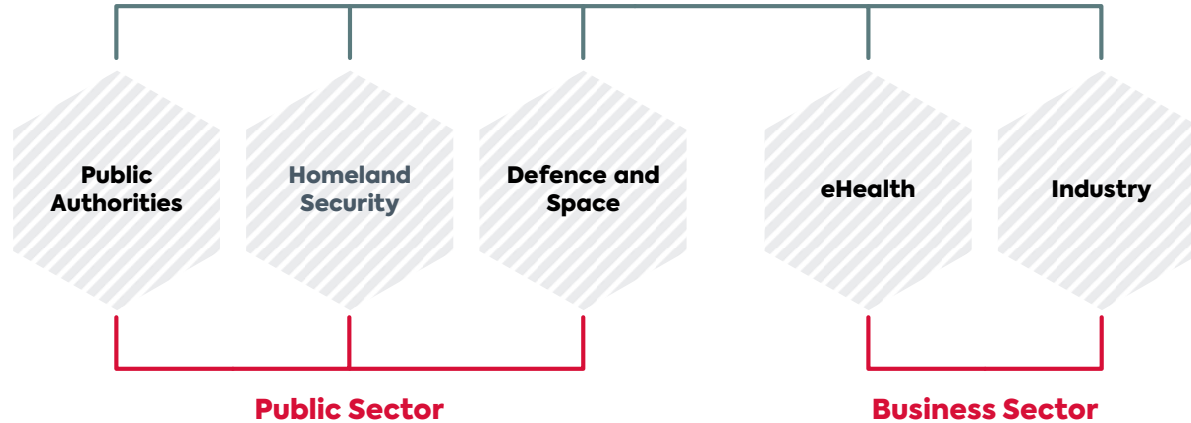 Public
Authorities
Homeland
Security
Defence and
Space
eHealth
Industry
Public Sector
Business Sector